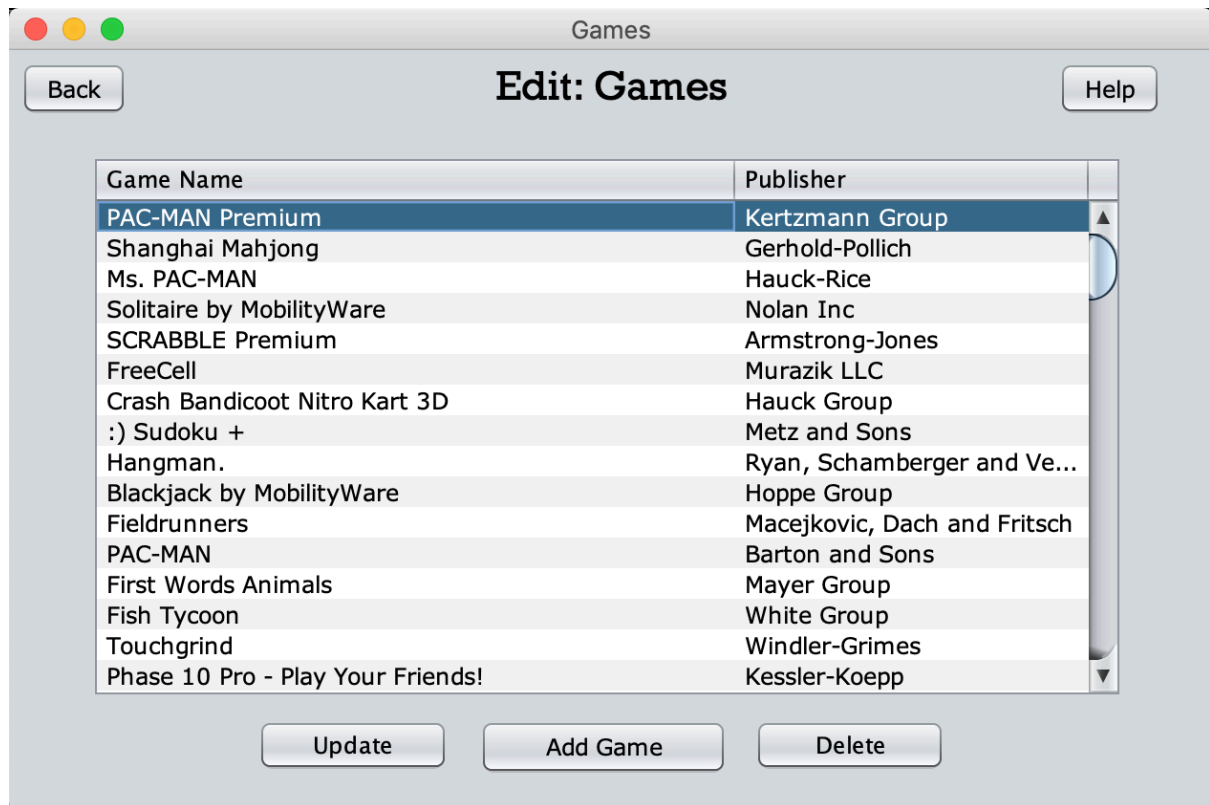 Games
Back Edit: Games Help
Game Name Publisher
PAC-MAN Premium Kertzmann Group
Shanghai Mahjong Gerhold-Pollich
Ms. PAC-MAN Hauck-Rice
Solitaire by MobilityWare Nolan Inc
SCRABBLE Premium Armstrong-Jones
FreeCell Murazik LLC
Crash Bandicoot Nitro Kart 3D Hauck Group
:) Sudoku + Metz and Sons
Hangman. Ryan, Schamberger and Ve...
Blackjack by MobilityWare Hoppe Group
Fieldrunners Macejkovic, Dach and Fritsch
PAC-MAN Barton and Sons
First Words Animals Mayer Group
Fish Tycoon White Group
Touchgrind Windler-Grimes
Phase 10 Pro - Play Your Friends! Kessler-Koepp
Update Add Game Delete